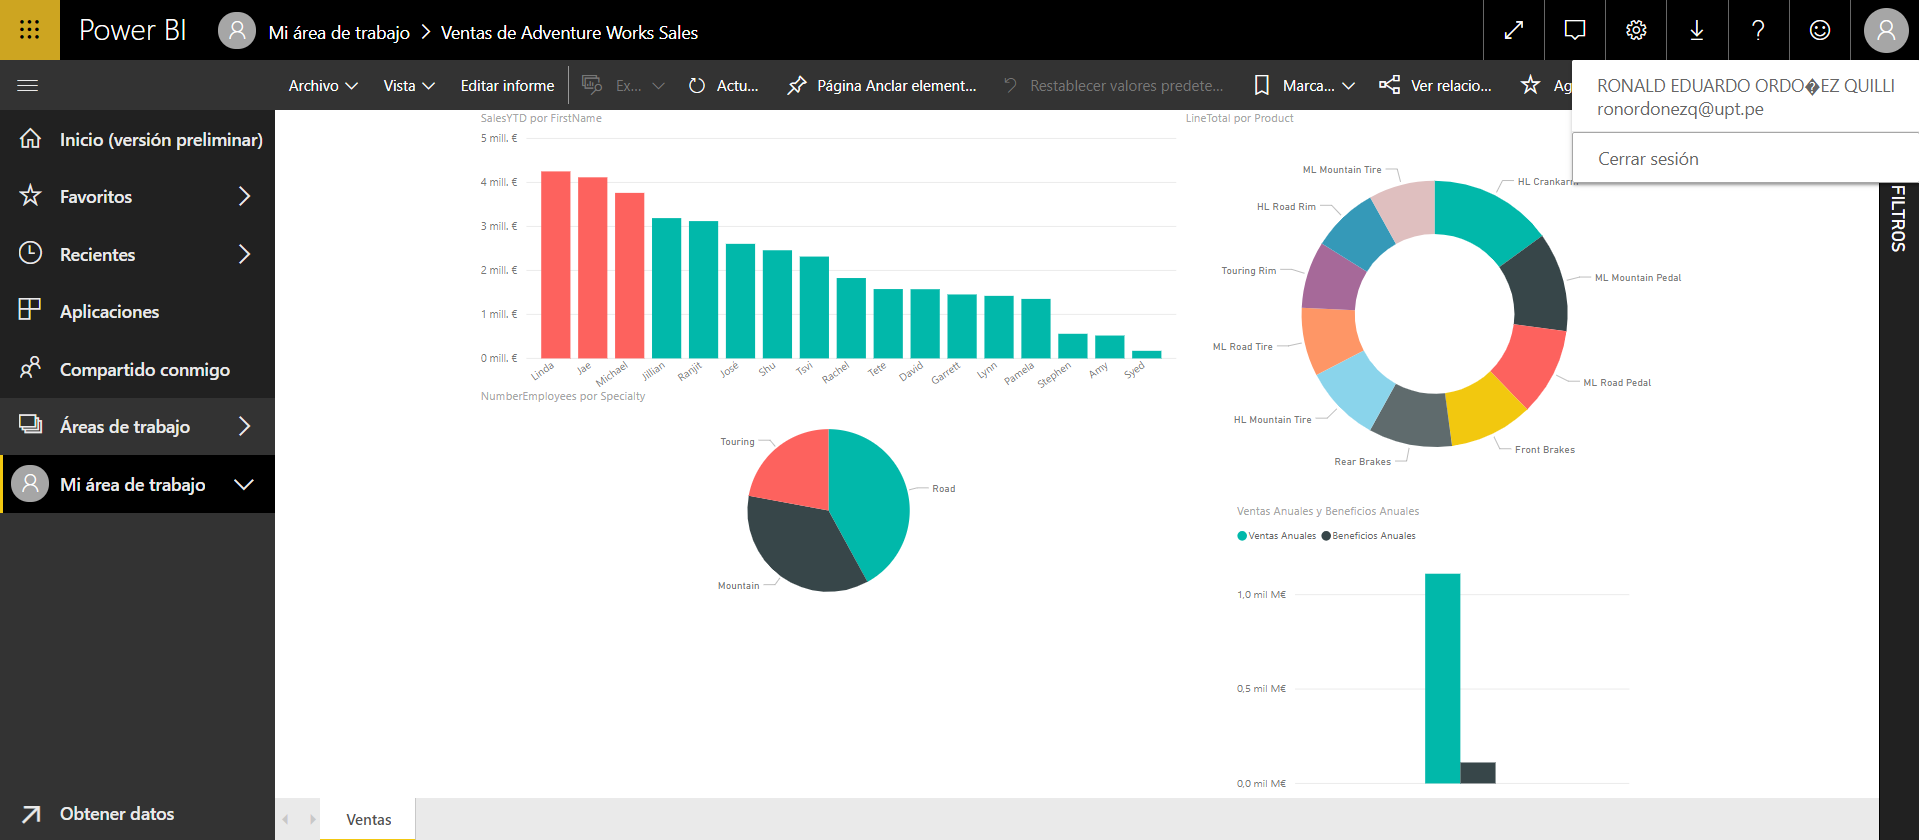 Power BI
Mi área de trabajo > Ventas de Adventure Works Sales
?
RONALD EDUARDO ORDO�EZ QUILLI
ronordonezq@upt.pe
Cerrar sesión
Archivo
Vista
Editar informe
Ex...
Actu...
Página Anclar element...
Restablecer valores predete...
Marca...
Ver relacio...
Ag
Inicio (versión preliminar)
Favoritos
Recientes
Aplicaciones
Compartido conmigo
Áreas de trabajo
Mi área de trabajo
Obtener datos
SalesYTD por FirstName
5 mill. €
4 mill. €
3 mill. €
2 mill. €
1 mill. €
0 mill. €
Linda
Jae
Michael
Jillian
Ranjit
José
Shu
Tsvi
Rachel
Tete
David
Garrett
Lynn
Pamela
Stephen
Amy
Syed
NumberEmployees por Specialty
Touring
Road
Mountain
LineTotal por Product
ML Mountain Tire
HL Crankarm
HL Road Rim
Touring Rim
ML Mountain Pedal
ML Road Tire
ML Road Pedal
HL Mountain Tire
Front Brakes
Rear Brakes
Ventas Anuales y Beneficios Anuales
Ventas Anuales
Beneficios Anuales
1,0 mil M€
0,5 mil M€
0,0 mil M€
FILTROS
Ventas